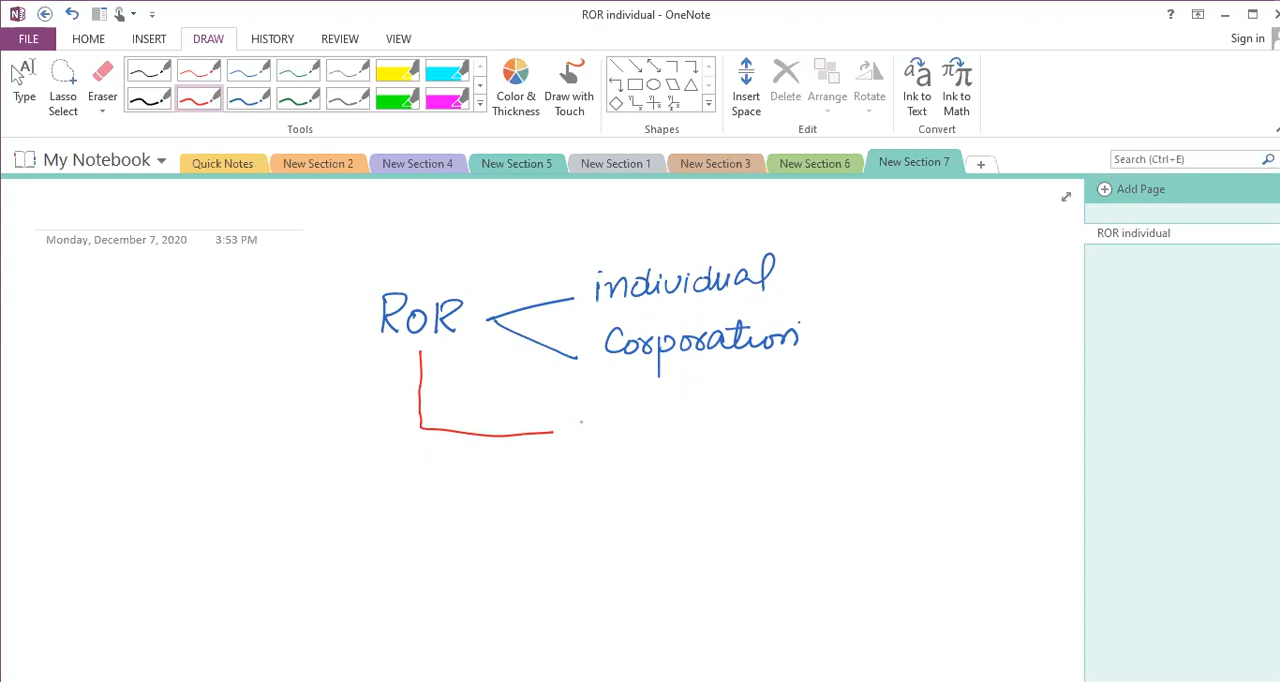 ROR individual - OneNote
?
Sign in
FILE HOME INSERT DRAW HISTORY REVIEW VIEW
Type
Lasso Select
Eraser
Color & Thickness
Draw with Touch
Insert Space
Delete
Arrange
Rotate
Ink to Text
Ink to Math
Tools
Shapes
Edit
Convert
My Notebook
Quick Notes New Section 2 New Section 4 New Section 5 New Section 1 New Section 3 New Section 6 New Section 7 +
Search (Ctrl+E)
Add Page
ROR individual
Monday, December 7, 2020 3:53 PM
ROR
individual
Corporation